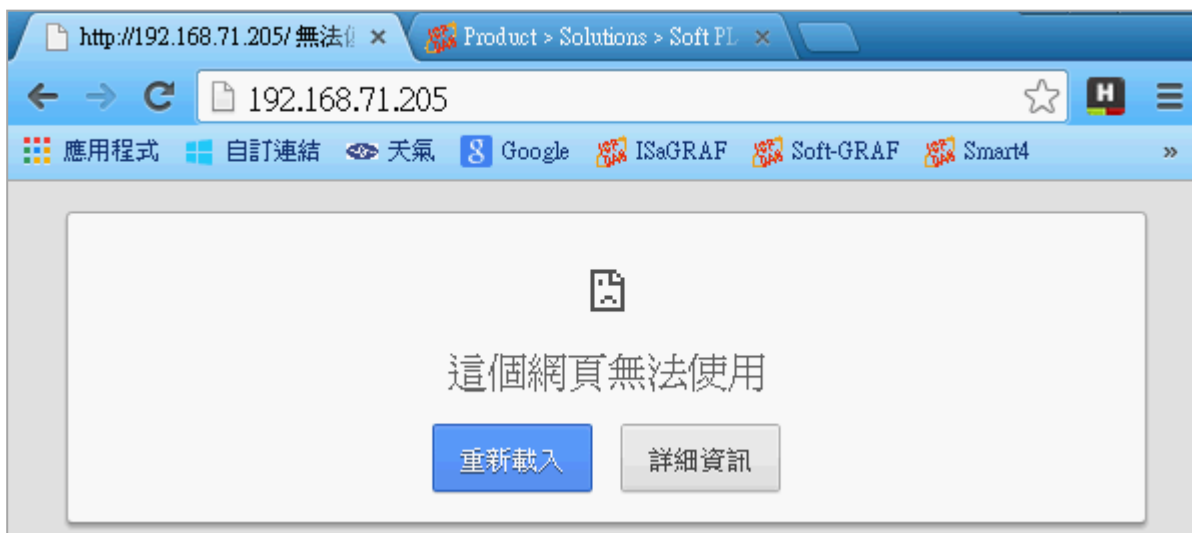 http://192.168.71.205/ 無法 Product > Solutions > Soft PL
192.168.71.205
應用程式 自訂連結 天氣 Google ISaGRAF Soft-GRAF Smart4 »
這個網頁無法使用
重新載入 詳細資訊